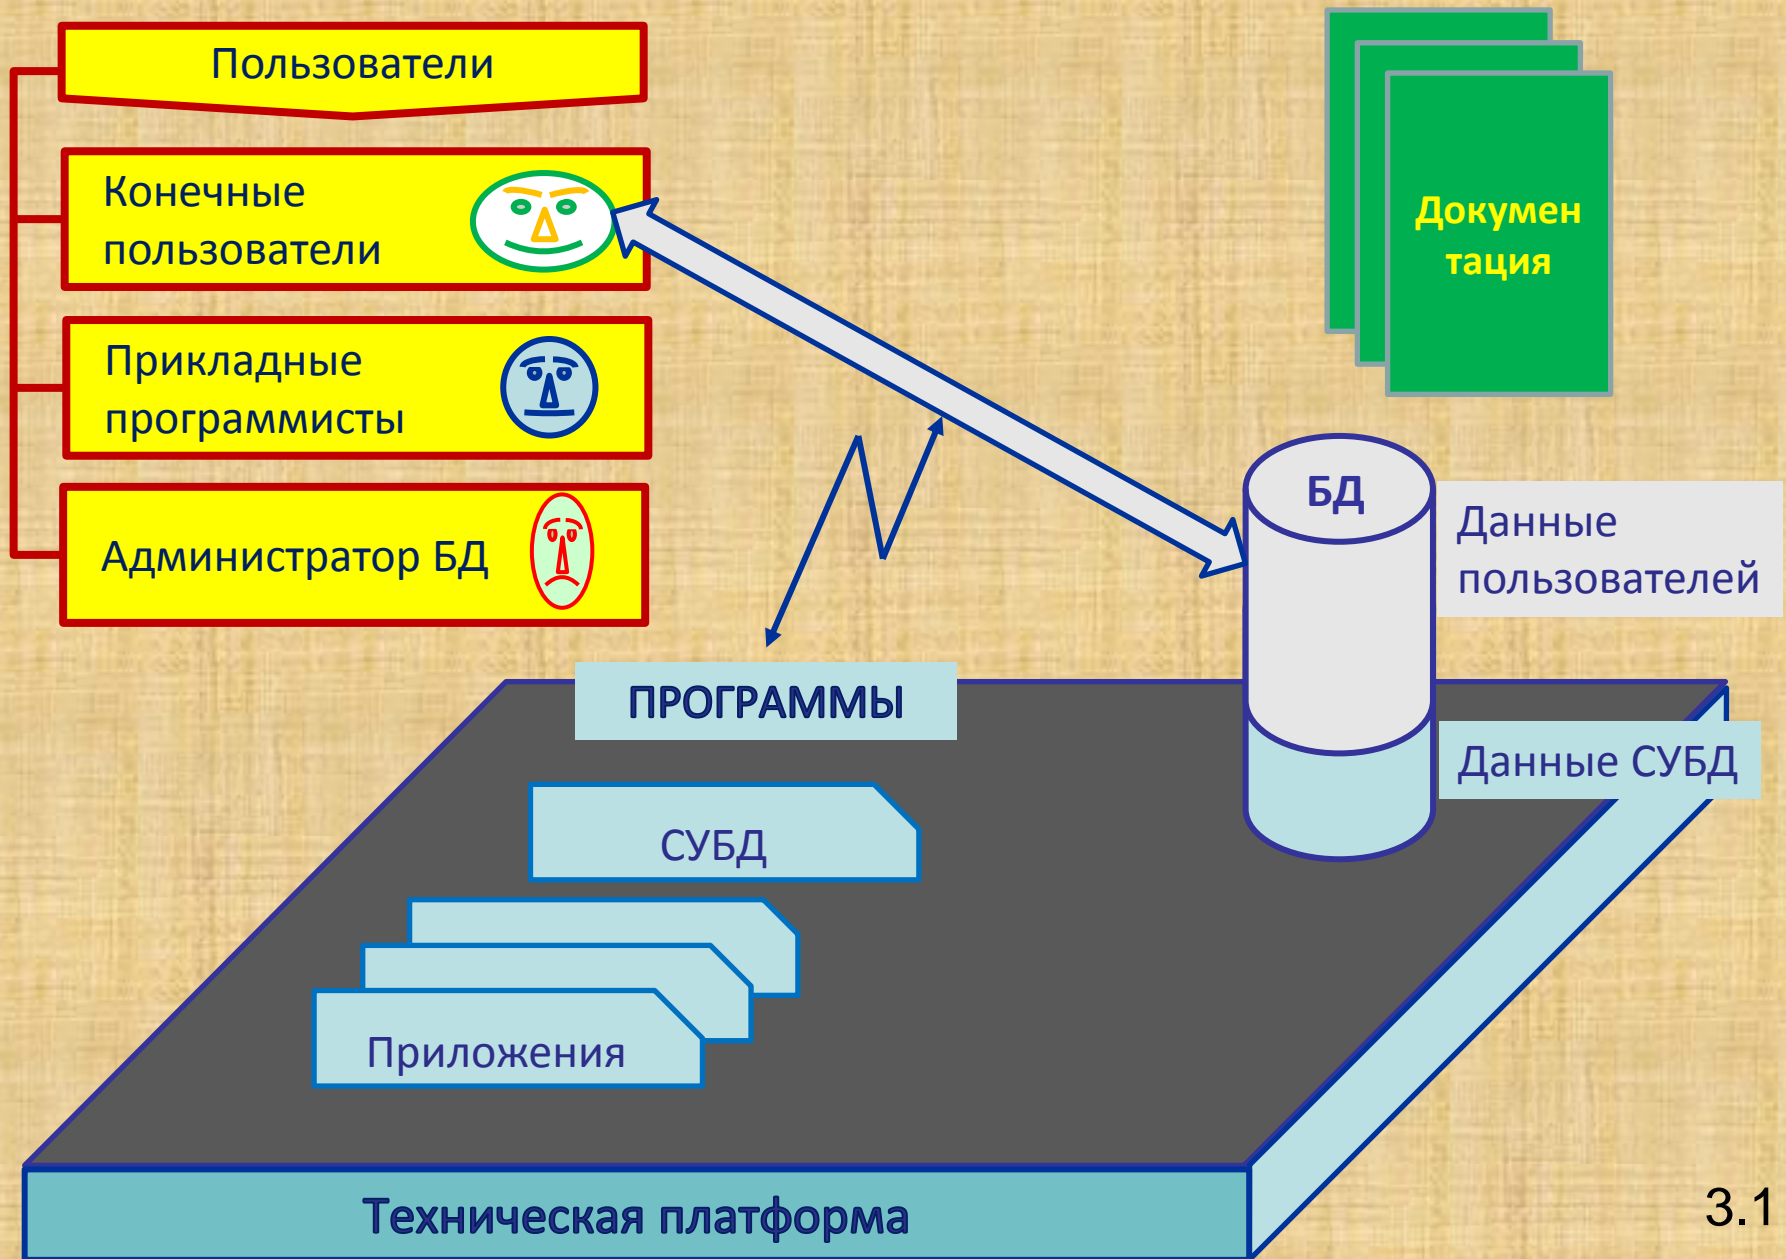 Пользователи
Конечные
пользователи
Прикладные
программисты
Администратор БД
Докумен
тация
БД
Данные
пользователей
Данные СУБД
ПРОГРАММЫ
СУБД
Приложения
Техническая платформа
3.1